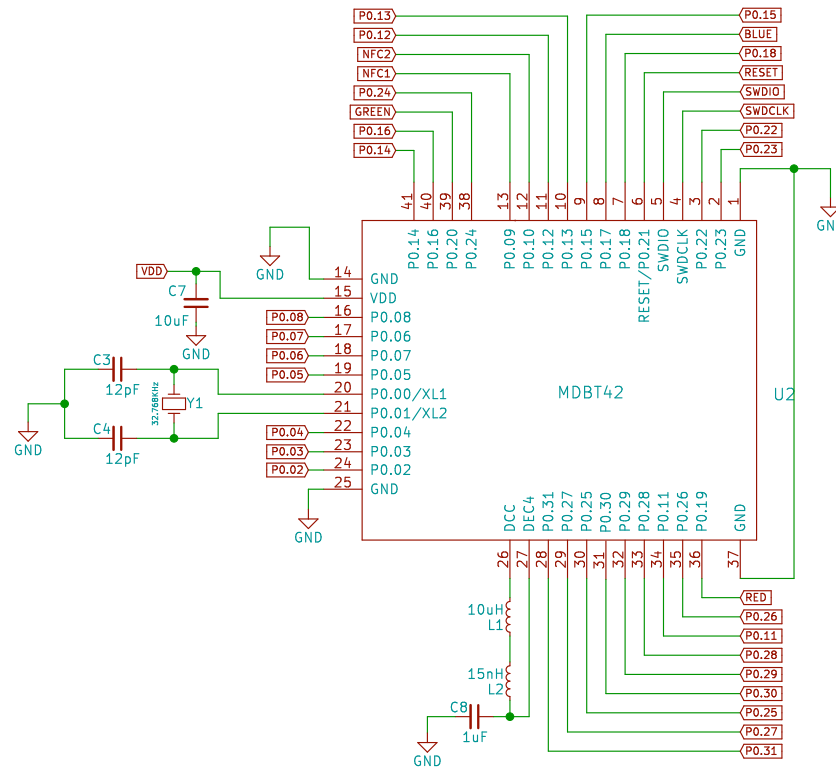 P0.13
P0.12
NFC2
NFC1
P0.24
GREEN
P0.16
P0.14
P0.15
BLUE
P0.18
RESET
SWDIO
SWDCLK
P0.22
P0.23
41
40
39
38
13
12
11
10
9
8
7
6
5
4
3
2
1
P0.14
P0.16
P0.20
P0.24
P0.09
P0.10
P0.12
P0.13
P0.15
P0.17
P0.18
RESET/P0.21
SWDIO
SWDCLK
P0.22
P0.23
GND
GN
GND
VDD
C7
10uF
GND
14 GND
15 VDD
P0.08 16 P0.08
P0.07 17 P0.06
P0.06 18 P0.07
P0.05 19 P0.05
20 P0.00/XL1
21 P0.01/XL2
P0.04 22 P0.04
P0.03 23 P0.03
P0.02 24 P0.02
25 GND
C3
12pF
32.768KHz
Y1
C4
12pF
GND
GND
MDBT42
U2
DCC
DEC4
P0.31
P0.27
P0.25
P0.30
P0.29
P0.28
P0.11
P0.26
P0.19
GND
26
27
28
29
30
31
32
33
34
35
36
37
10uH
L1
15nH
L2
C8
1uF
GND
RED
P0.26
P0.11
P0.28
P0.29
P0.30
P0.25
P0.27
P0.31